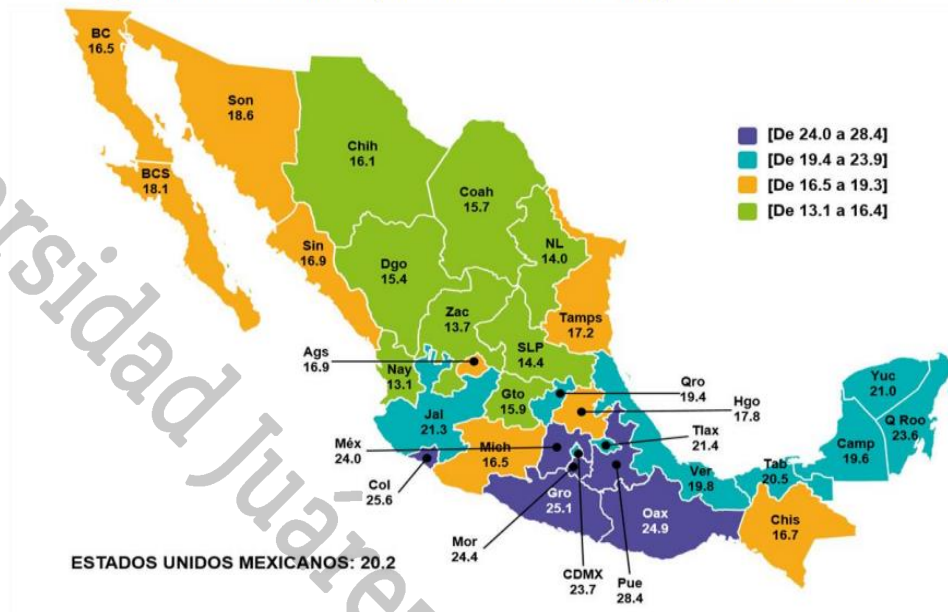 BC
16.5
Son
18.6
Chih
16.1
BCS
18.1
Coah
15.7
Sin
16.9
Dgo
15.4
NL
14.0
Zac
13.7
Tamps
17.2
SLP
14.4
Ags
16.9
Nay
13.1
Gto
15.9
Jal
21.3
Qro
19.4
Hgo
17.8
Tlax
21.4
Yuc
21.0
Q Roo
23.6
Camp
19.6
Méx
24.0
Mich
16.5
Col
25.6
Ver
19.8
Tab
20.5
Gro
25.1
Oax
24.9
Chis
16.7
Mor
24.4
CDMX
23.7
Pue
28.4
[De 24.0 a 28.4]
[De 19.4 a 23.9]
[De 16.5 a 19.3]
[De 13.1 a 16.4]
ESTADOS UNIDOS MEXICANOS: 20.2
ersidad Juáre